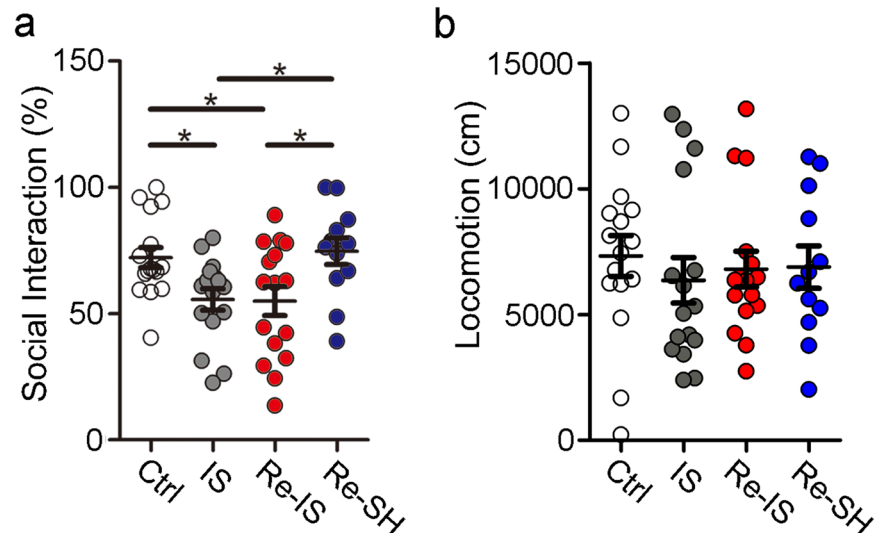 a
b
Social Interaction (%)
150
100
50
0
*
*
*
*
Ctrl
IS
Re-IS
Re-SH
Locomotion (cm)
15000
10000
5000
0
Ctrl
IS
Re-IS
Re-SH